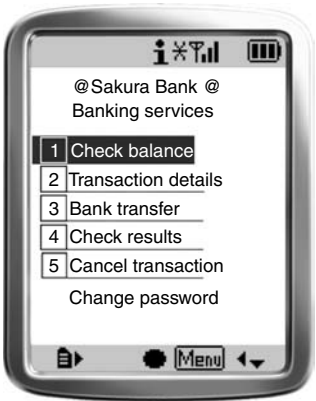 @Sakura Bank @
Banking services
1 Check balance
2 Transaction details
3 Bank transfer
4 Check results
5 Cancel transaction
Change password
Menu